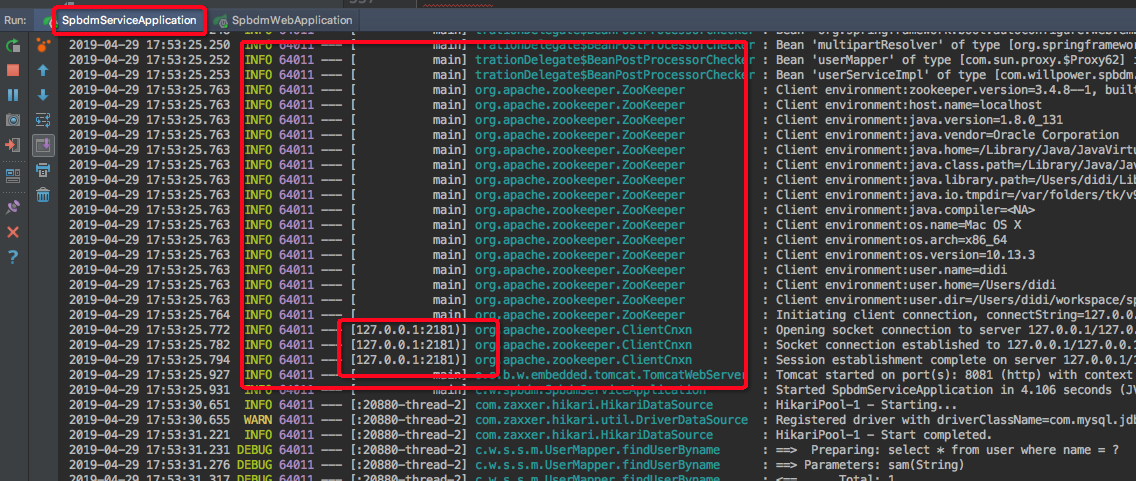 Run: SpbdmServiceApplication SpbdmWebApplication
INFO 64011 --- [
2019-04-29 17:53:25.250 INFO 64011 --- [ main] trationDelegate$BeanPostProcessorChecker : Bean 'multipartResolver' of type [org.springframework
2019-04-29 17:53:25.252 INFO 64011 --- [ main] trationDelegate$BeanPostProcessorChecker : Bean 'userMapper' of type [com.sun.proxy.$Proxy62] i
2019-04-29 17:53:25.253 INFO 64011 --- [ main] trationDelegate$BeanPostProcessorChecker : Bean 'userServiceImpl' of type [com.willpower.spbdm.
2019-04-29 17:53:25.763 INFO 64011 --- [ main] org.apache.zookeeper.ZooKeeper : Client environment:zookeeper.version=3.4.8--1, built
2019-04-29 17:53:25.763 INFO 64011 --- [ main] org.apache.zookeeper.ZooKeeper : Client environment:host.name=localhost
2019-04-29 17:53:25.763 INFO 64011 --- [ main] org.apache.zookeeper.ZooKeeper : Client environment:java.version=1.8.0_131
2019-04-29 17:53:25.763 INFO 64011 --- [ main] org.apache.zookeeper.ZooKeeper : Client environment:java.vendor=Oracle Corporation
2019-04-29 17:53:25.763 INFO 64011 --- [ main] org.apache.zookeeper.ZooKeeper : Client environment:java.home=/Library/Java/JavaVirtu
2019-04-29 17:53:25.763 INFO 64011 --- [ main] org.apache.zookeeper.ZooKeeper : Client environment:java.class.path=/Library/Java/Jav
2019-04-29 17:53:25.763 INFO 64011 --- [ main] org.apache.zookeeper.ZooKeeper : Client environment:java.library.path=/Users/didi/Lib
2019-04-29 17:53:25.763 INFO 64011 --- [ main] org.apache.zookeeper.ZooKeeper : Client environment:java.io.tmpdir=/var/folders/tk/v9
2019-04-29 17:53:25.763 INFO 64011 --- [ main] org.apache.zookeeper.ZooKeeper : Client environment:java.compiler=<NA>
2019-04-29 17:53:25.763 INFO 64011 --- [ main] org.apache.zookeeper.ZooKeeper : Client environment:os.name=Mac OS X
2019-04-29 17:53:25.763 INFO 64011 --- [ main] org.apache.zookeeper.ZooKeeper : Client environment:os.arch=x86_64
2019-04-29 17:53:25.763 INFO 64011 --- [ main] org.apache.zookeeper.ZooKeeper : Client environment:os.version=10.13.3
2019-04-29 17:53:25.763 INFO 64011 --- [ main] org.apache.zookeeper.ZooKeeper : Client environment:user.name=didi
2019-04-29 17:53:25.763 INFO 64011 --- [ main] org.apache.zookeeper.ZooKeeper : Client environment:user.home=/Users/didi
2019-04-29 17:53:25.763 INFO 64011 --- [ main] org.apache.zookeeper.ZooKeeper : Client environment:user.dir=/Users/didi/workspace/sp
2019-04-29 17:53:25.764 INFO 64011 --- [ main] org.apache.zookeeper.ZooKeeper : Initiating client connection, connectString=127.0.0.
2019-04-29 17:53:25.772 INFO 64011 --- [127.0.0.1:2181)] org.apache.zookeeper.ClientCnxn : Opening socket connection to server 127.0.0.1/127.0.
2019-04-29 17:53:25.782 INFO 64011 --- [127.0.0.1:2181)] org.apache.zookeeper.ClientCnxn : Socket connection established to 127.0.0.1/127.0.0.1
2019-04-29 17:53:25.794 INFO 64011 --- [127.0.0.1:2181)] org.apache.zookeeper.ClientCnxn : Session establishment complete on server 127.0.0.1/1
2019-04-29 17:53:25.927 INFO 64011 --- [ main] o.s.b.w.embedded.tomcat.TomcatWebServer : Tomcat started on port(s): 8081 (http) with context
2019-04-29 17:53:25.931 INFO 64011 --- [ main] c.w.spbdm.SpbdmServiceApplication : Started SpbdmServiceApplication in 4.106 seconds (JV
2019-04-29 17:53:30.651 INFO 64011 --- [:20880-thread-2] com.zaxxer.hikari.HikariDataSource : HikariPool-1 - Starting...
2019-04-29 17:53:30.655 WARN 64011 --- [:20880-thread-2] com.zaxxer.hikari.util.DriverDataSource : Registered driver with driverClassName=com.mysql.jdb
2019-04-29 17:53:31.221 INFO 64011 --- [:20880-thread-2] com.zaxxer.hikari.HikariDataSource : HikariPool-1 - Start completed.
2019-04-29 17:53:31.231 DEBUG 64011 --- [:20880-thread-2] c.w.s.s.m.UserMapper.findUserByname : ==> Preparing: select * from user where name = ?
2019-04-29 17:53:31.276 DEBUG 64011 --- [:20880-thread-2] c.w.s.s.m.UserMapper.findUserByname : ==> Parameters: sam(String)
2019-04-29 17:53:31.317 DEBUG 64011 --- [:20880-thread-2] c.w.s.s.m.UserMapper.findUserByname : <== Total: 1